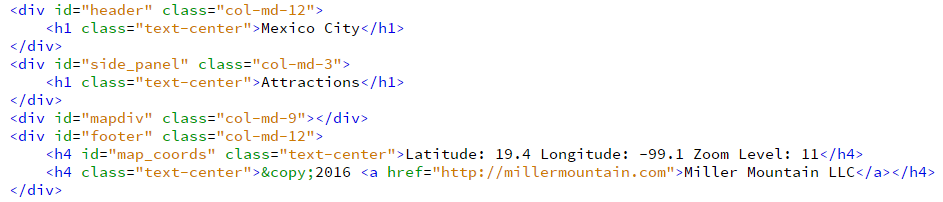 <div id="header" class="col-md-12">
    <h1 class="text-center">Mexico City</h1>
</div>
<div id="side_panel" class="col-md-3">
    <h1 class="text-center">Attractions</h1>
</div>
<div id="mapdiv" class="col-md-9"></div>
<div id="footer" class="col-md-12">
    <h4 id="map_coords" class="text-center">Latitude: 19.4 Longitude: -99.1 Zoom Level: 11</h4>
    <h4 class="text-center">&copy;2016 <a href="http://millermountain.com">Miller Mountain LLC</a></h4>
</div>